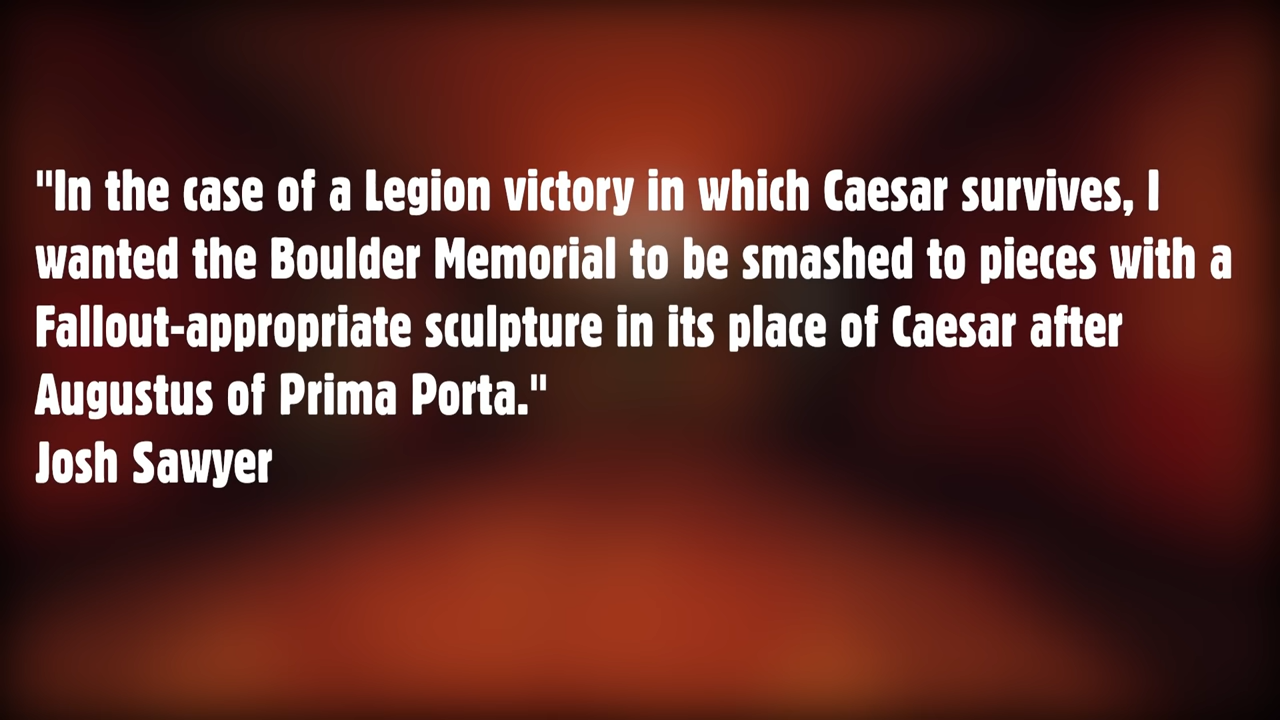 "In the case of a Legion victory in which Caesar survives, I
wanted the Boulder Memorial to be smashed to pieces with a
Fallout-appropriate sculpture in its place of Caesar after
Augustus of Prima Porta."
Josh Sawyer